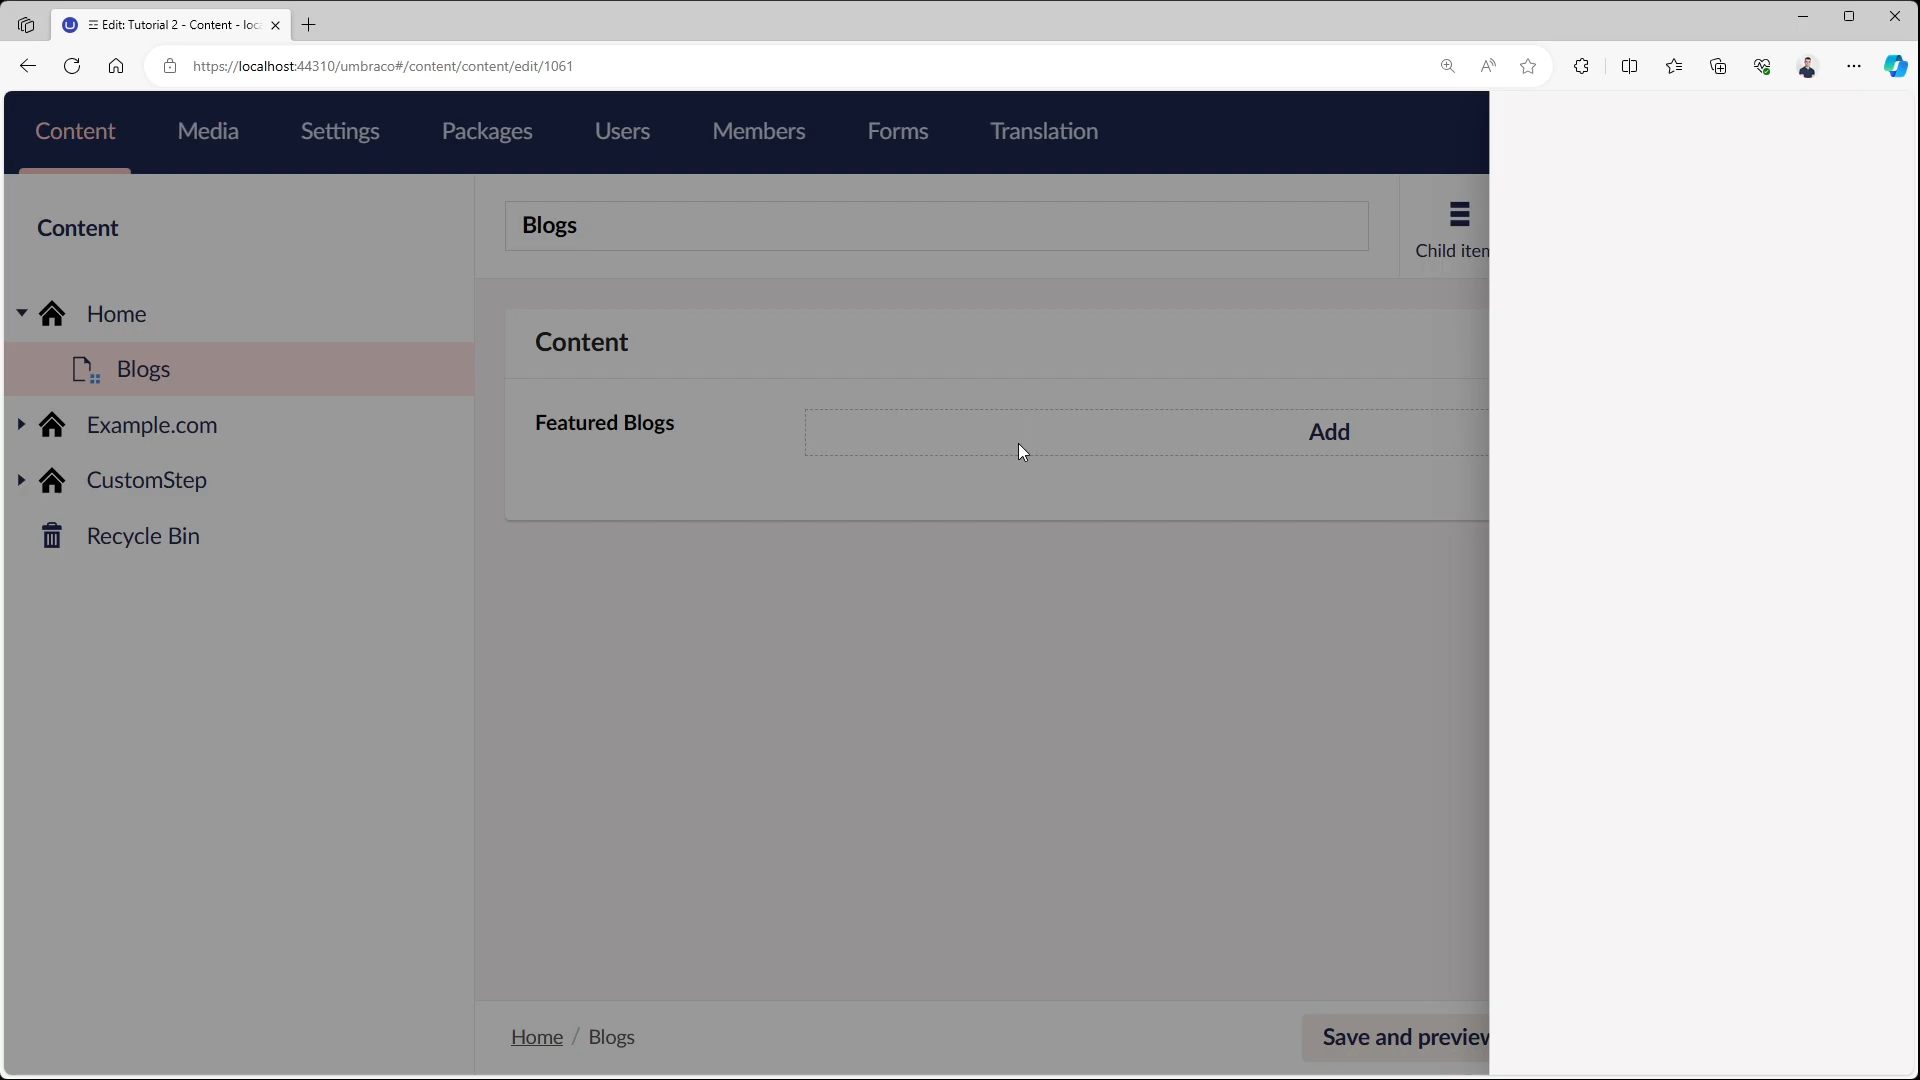 Edit: Tutorial 2 - Content - loc
https://localhost:44310/umbraco#/content/content/edit/1061
Content Media Settings Packages Users Members Forms Translation
Content
Home
Blogs
Example.com
CustomStep
Recycle Bin
Blogs
Child item
Content
Featured Blogs
Add
Home / Blogs
Save and preview